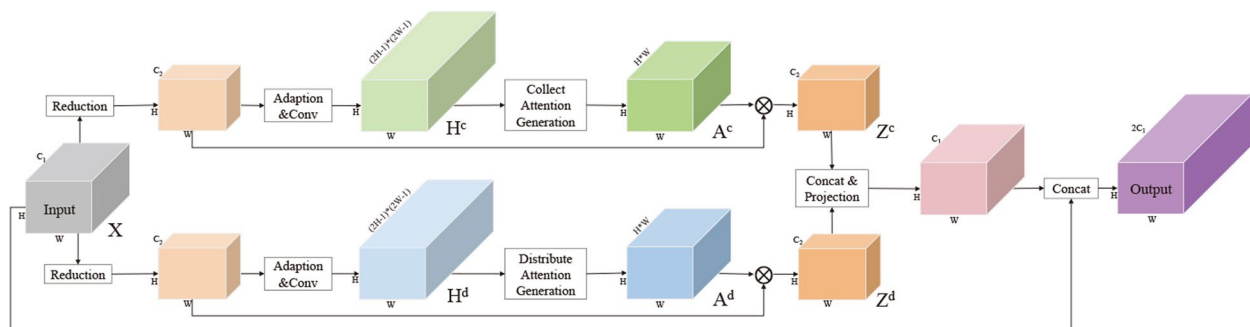 C₂
(2H-1)*(2W-1)
H*W
C₂
Reduction
H
W
Adaption
&Conv
H
W
Hᶜ
Collect
Attention
Generation
H
W
Aᶜ
⊗
H
W
Zᶜ
C₁
Input
H
W
X
Concat &
Projection
C₁
H
W
Concat
2C₁
Output
H
W
C₂
(2H-1)*(2W-1)
H*W
C₂
Reduction
H
W
Adaption
&Conv
H
W
Hᵈ
Distribute
Attention
Generation
H
W
Aᵈ
⊗
H
W
Zᵈ